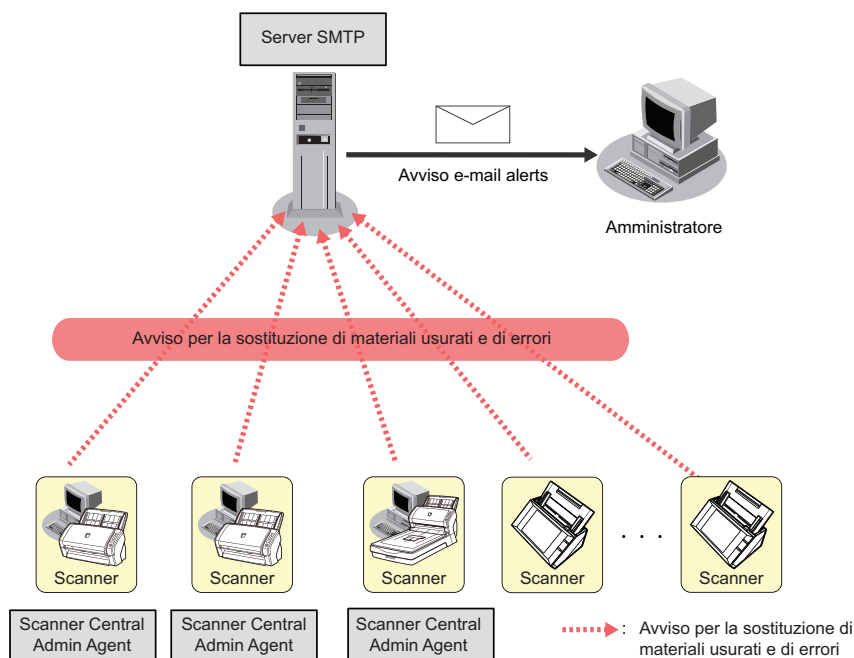 Server SMTP
Avviso e-mail alerts
Amministratore
Avviso per la sostituzione di materiali usurati e di errori
Scanner
Scanner
Scanner
Scanner
. . .
Scanner
Scanner Central
Admin Agent
Scanner Central
Admin Agent
Scanner Central
Admin Agent
: Avviso per la sostituzione di
materiali usurati e di errori